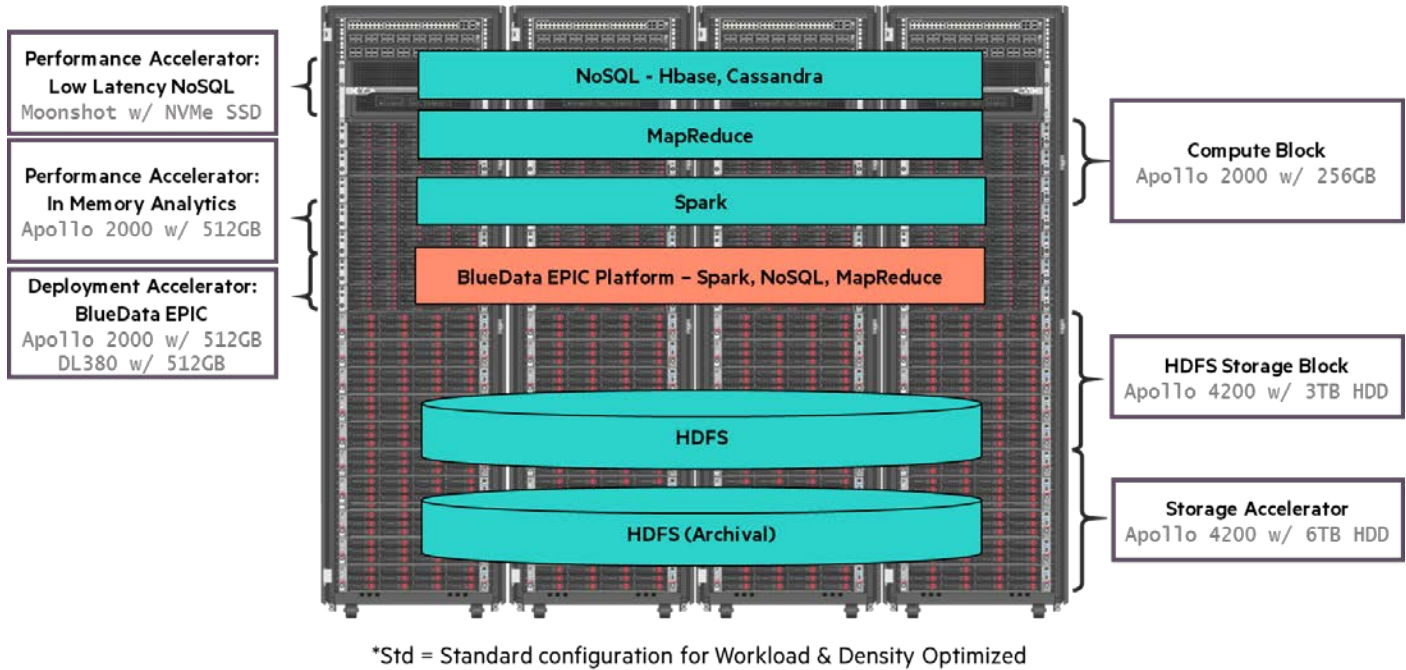 Performance Accelerator:
Low Latency NoSQL
Moonshot w/ NVMe SSD
Performance Accelerator:
In Memory Analytics
Apollo 2000 w/ 512GB
Deployment Accelerator:
BlueData EPIC
Apollo 2000 w/ 512GB
DL380 w/ 512GB
NoSQL - Hbase, Cassandra
MapReduce
Spark
BlueData EPIC Platform – Spark, NoSQL, MapReduce
HDFS
HDFS (Archival)
Compute Block
Apollo 2000 w/ 256GB
HDFS Storage Block
Apollo 4200 w/ 3TB HDD
Storage Accelerator
Apollo 4200 w/ 6TB HDD
*Std = Standard configuration for Workload & Density Optimized